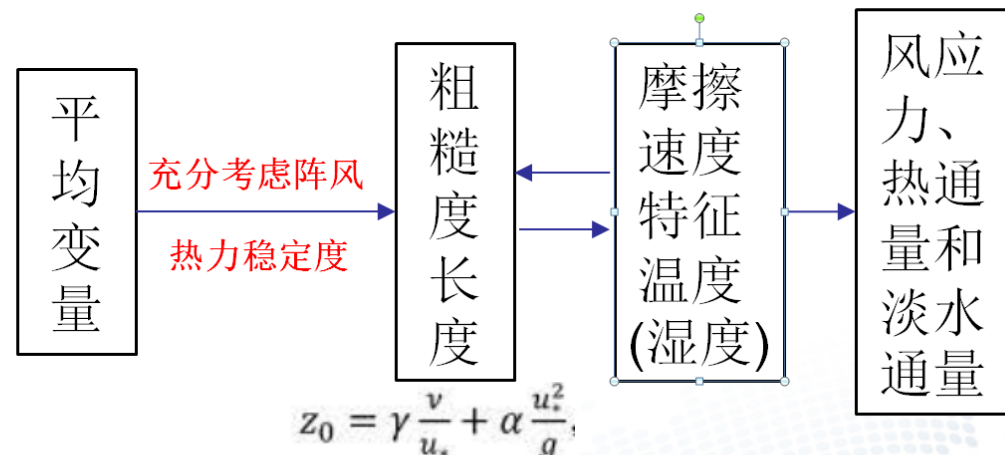 平
均
变
量
充分考虑阵风
热力稳定度
粗
糙
度
长
度
摩擦
速度
特征
温度
(湿度)
风应
力、
热通
量和
淡水
通量
z₀ = γ ν/u* + α u*²/g,